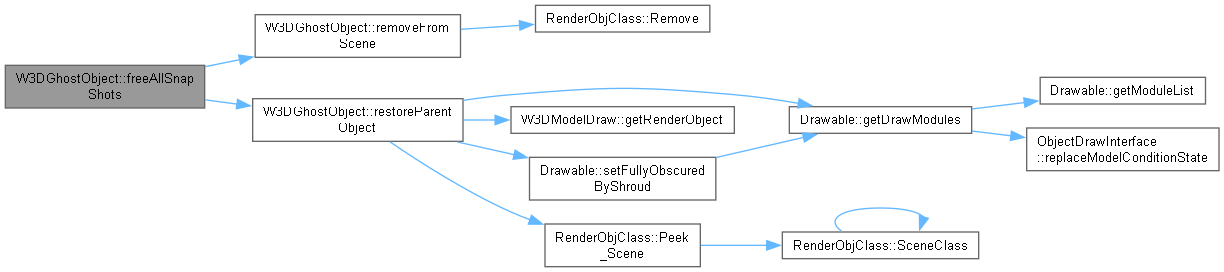 W3DGhostObject::freeAllSnap
Shots
W3DGhostObject::removeFrom
Scene
RenderObjClass::Remove
W3DGhostObject::restoreParent
Object
W3DModelDraw::getRenderObject
Drawable::setFullyObscured
ByShroud
RenderObjClass::Peek
_Scene
Drawable::getDrawModules
RenderObjClass::SceneClass
Drawable::getModuleList
ObjectDrawInterface
::replaceModelConditionState